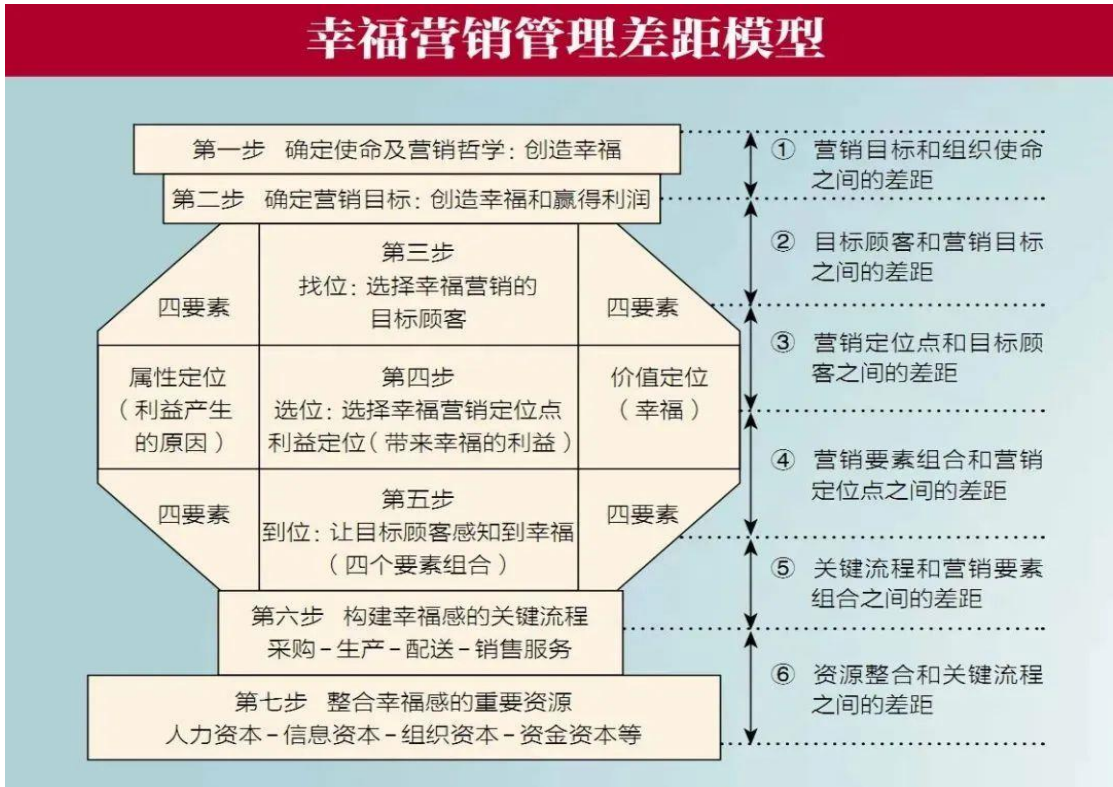 幸福营销管理差距模型
第一步 确定使命及营销哲学：创造幸福
第二步 确定营销目标：创造幸福和赢得利润
四要素
第三步
找位：选择幸福营销的
目标顾客
四要素
属性定位
（利益产生
的原因）
第四步
选位：选择幸福营销定位点
利益定位（带来幸福的利益）
价值定位
（幸福）
四要素
第五步
到位：让目标顾客感知到幸福
（四个要素组合）
四要素
第六步 构建幸福感的关键流程
采购-生产-配送-销售服务
第七步 整合幸福感的重要资源
人力资本-信息资本-组织资本-资金资本等
① 营销目标和组织使命
之间的差距
② 目标顾客和营销目标
之间的差距
③ 营销定位点和目标顾
客之间的差距
④ 营销要素组合和营销
定位点之间的差距
⑤ 关键流程和营销要素
组合之间的差距
⑥ 资源整合和关键流程
之间的差距